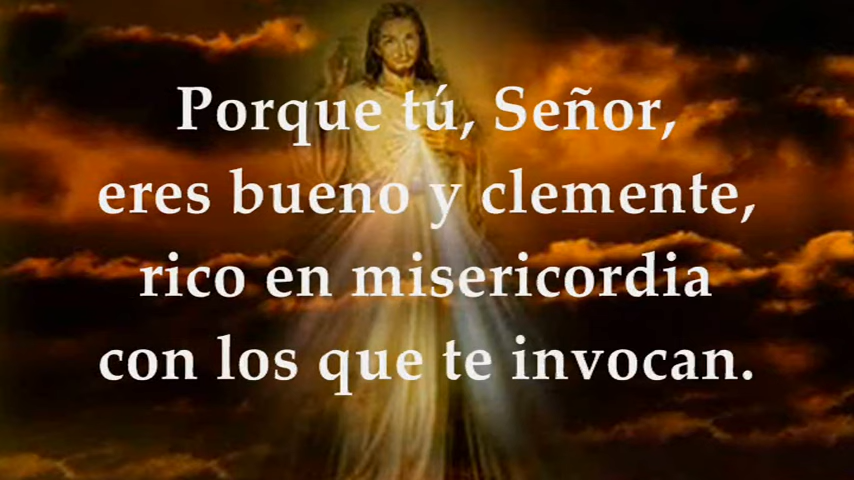 Porque tú, Señor,
eres bueno y clemente,
rico en misericordia
con los que te invocan.